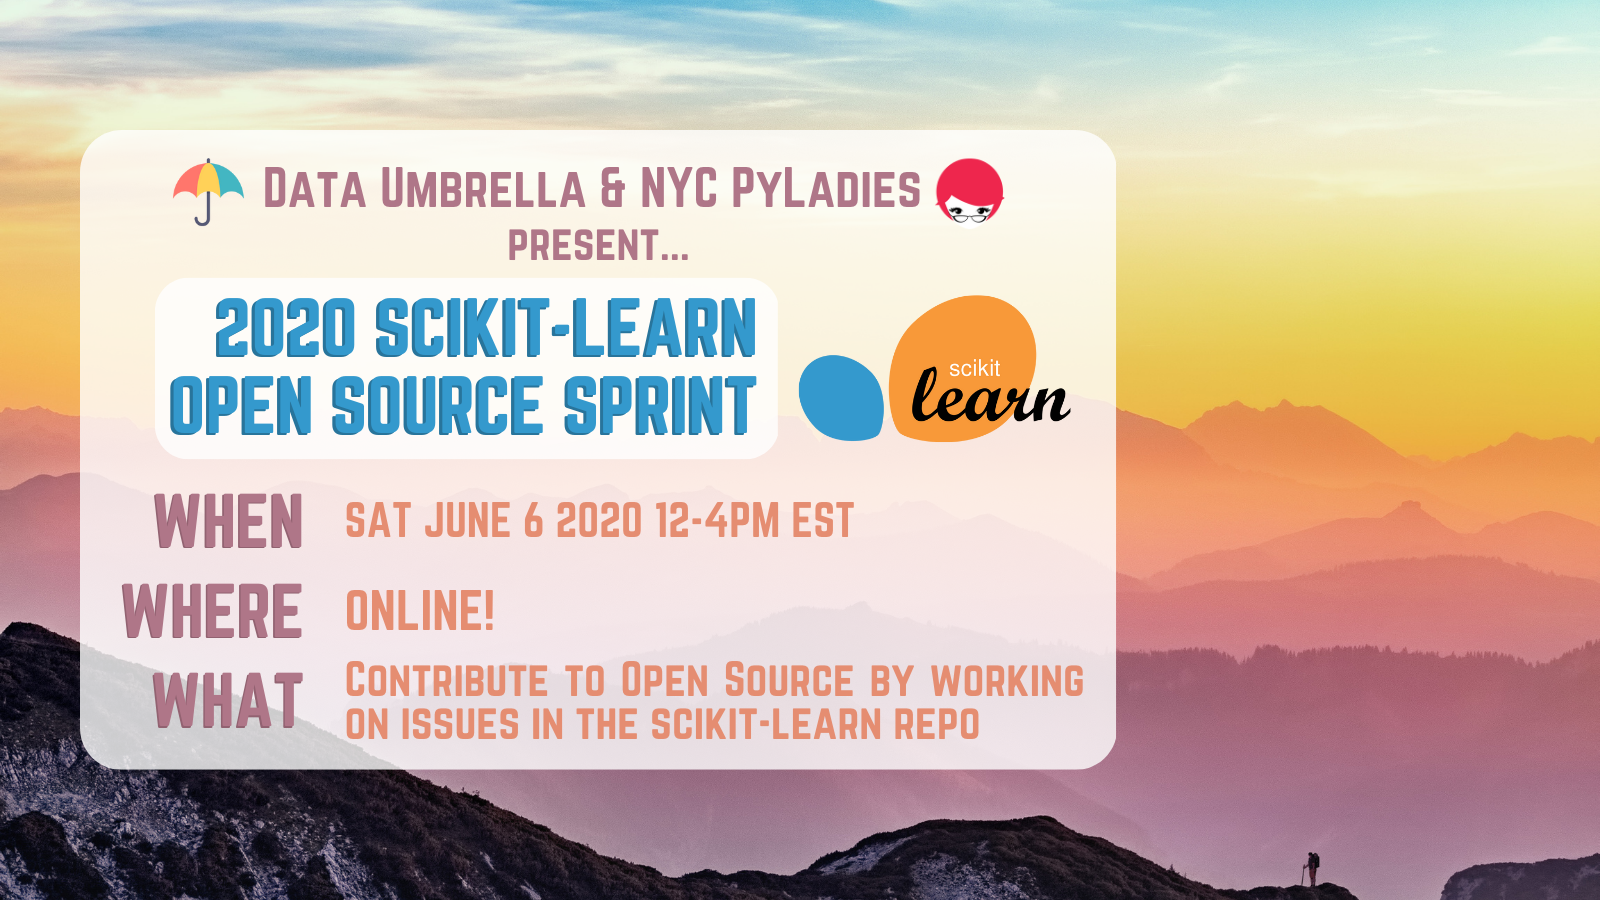 Data Umbrella & NYC PyLadies
present...
2020 SCIKIT-LEARN
OPEN SOURCE SPRINT
scikit
learn
WHEN
SAT JUNE 6 2020 12-4PM EST
WHERE
ONLINE!
WHAT
Contribute to Open Source by working
on issues in the scikit-learn repo